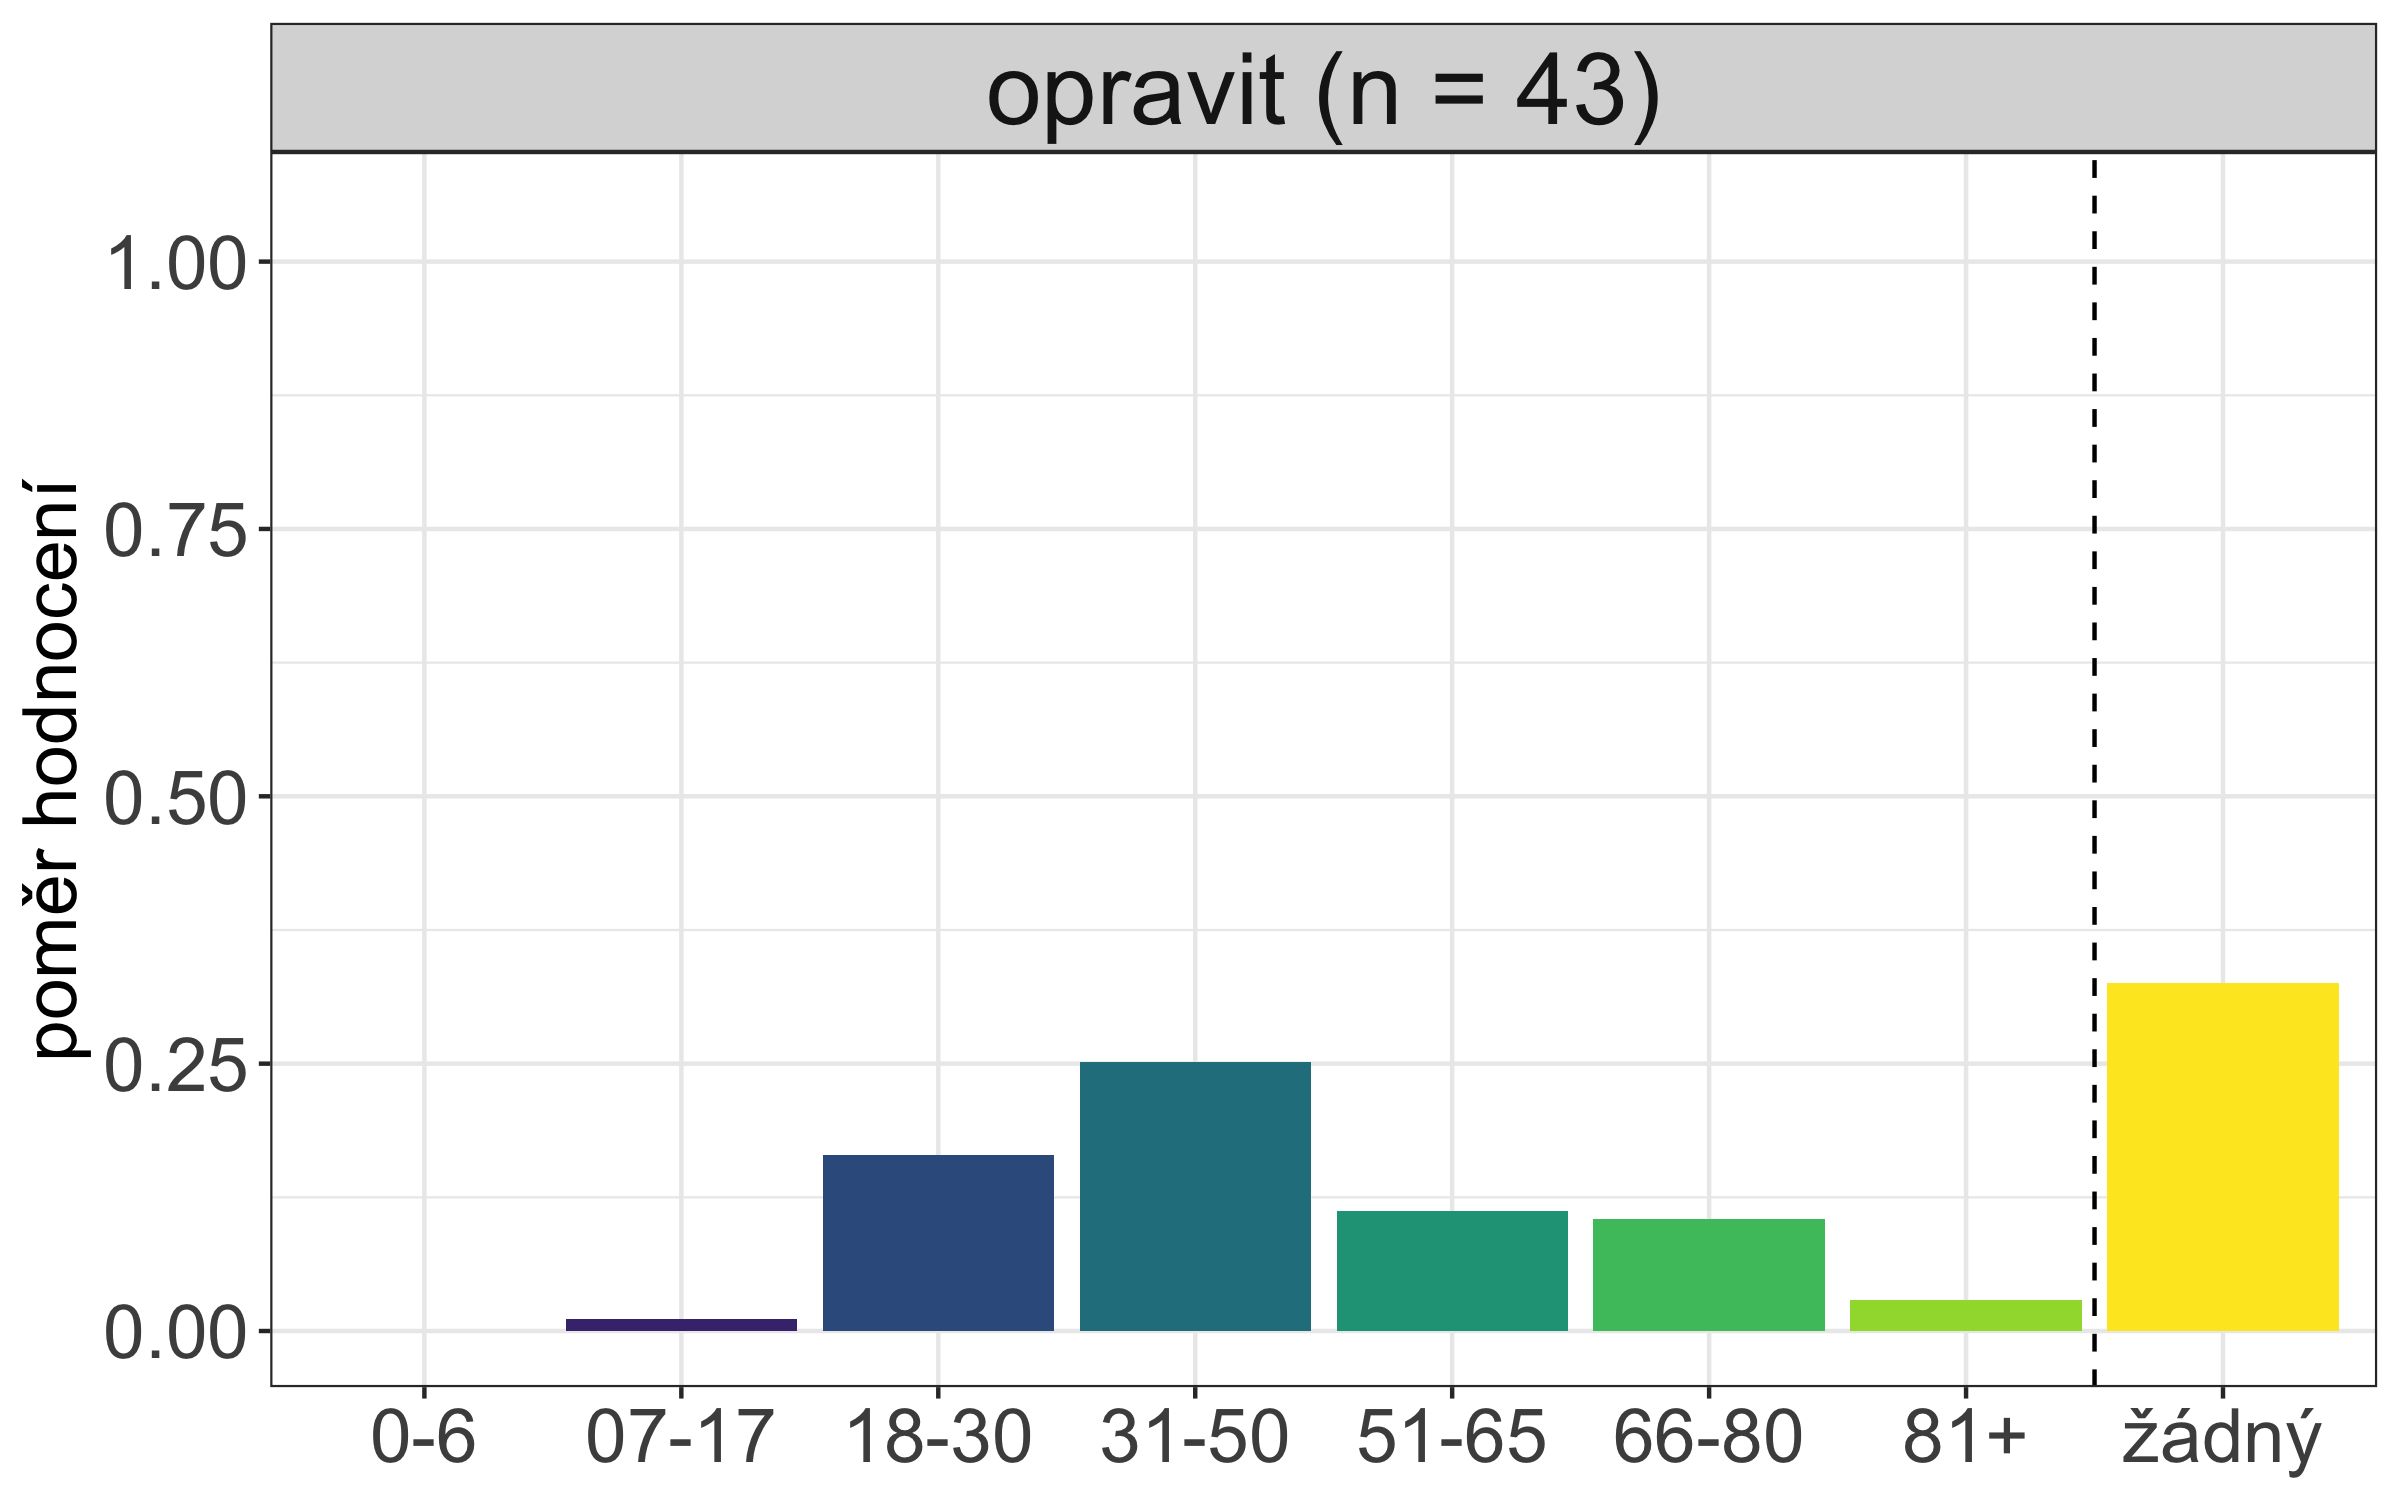 opravit (n = 43)
poměr hodnocení
1.00
0.75
0.50
0.25
0.00
0-6 07-17 18-30 31-50 51-65 66-80 81+ žádný